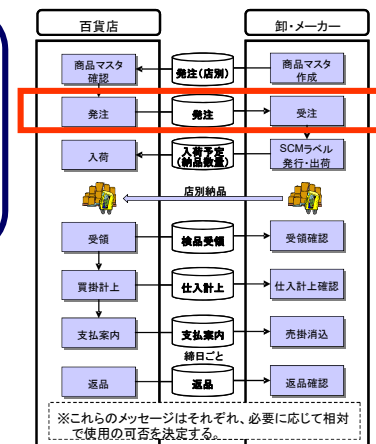 百貨店
卸・メーカー
商品マスタ
確認
発注(店別)
商品マスタ
作成
発注
発注
受注
入荷
入荷予定
(納品数量)
SCMラベル
発行・出荷
店別納品
受領
検品受領
受領確認
買掛計上
仕入計上
仕入計上確認
支払案内
支払案内
売掛消込
締日ごと
返品
返品
返品確認
※これらのメッセージはそれぞれ、必要に応じて相対
で使用の可否を決定する。